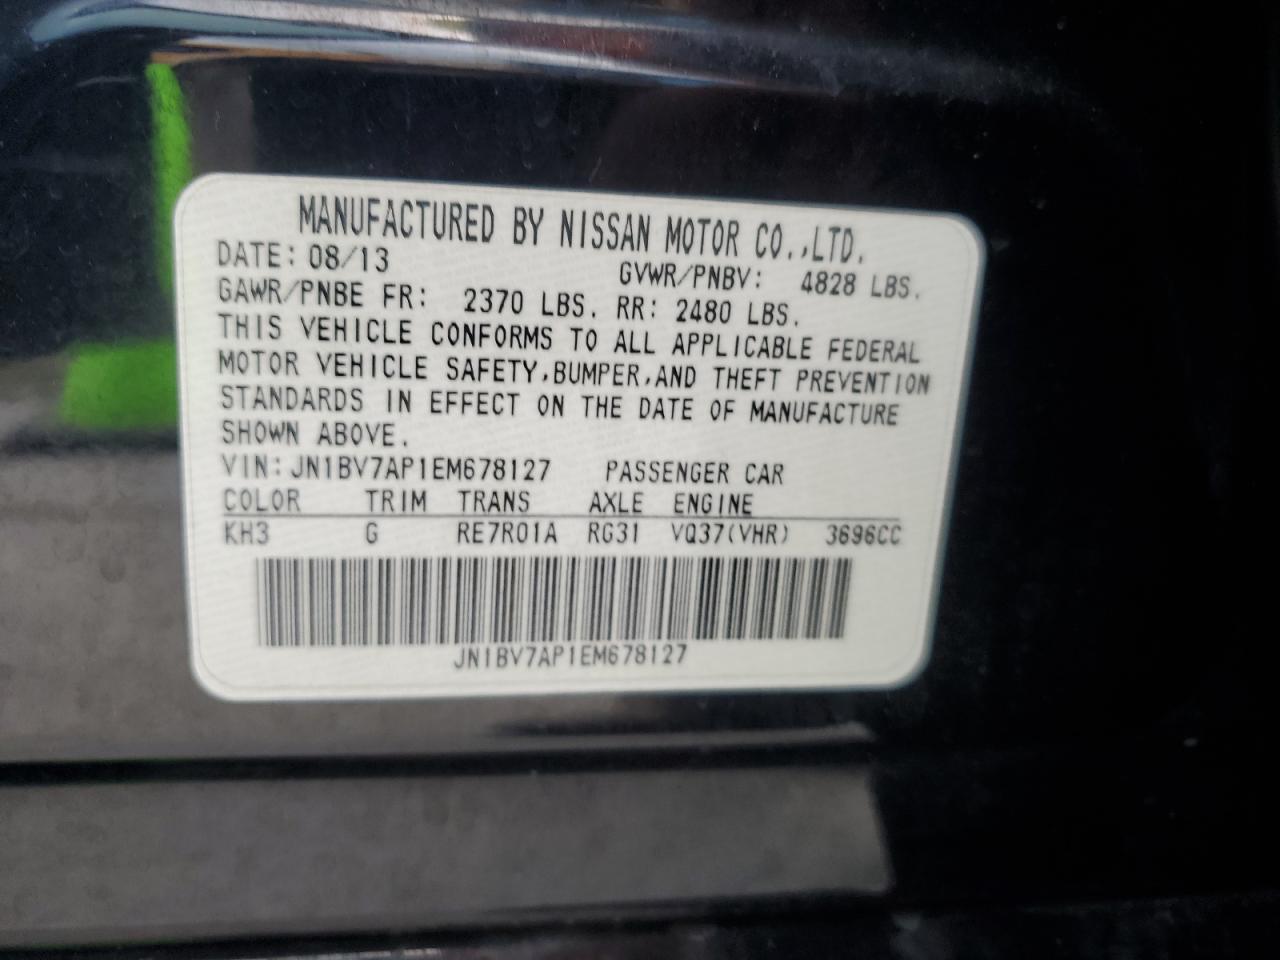 MANUFACTURED BY NISSAN MOTOR CO.,LTD.
DATE: 08/13 GVWR/PNBV: 4828 LBS.
GAWR/PNBE FR: 2370 LBS. RR: 2480 LBS.
THIS VEHICLE CONFORMS TO ALL APPLICABLE FEDERAL
MOTOR VEHICLE SAFETY,BUMPER,AND THEFT PREVENTION
STANDARDS IN EFFECT ON THE DATE OF MANUFACTURE
SHOWN ABOVE.
VIN: JN1BV7AP1EM678127 PASSENGER CAR
COLOR TRIM TRANS AXLE ENGINE
KH3 G RE7R01A RG31 VQ37(VHR) 3696CC
JN1BV7AP1EM678127